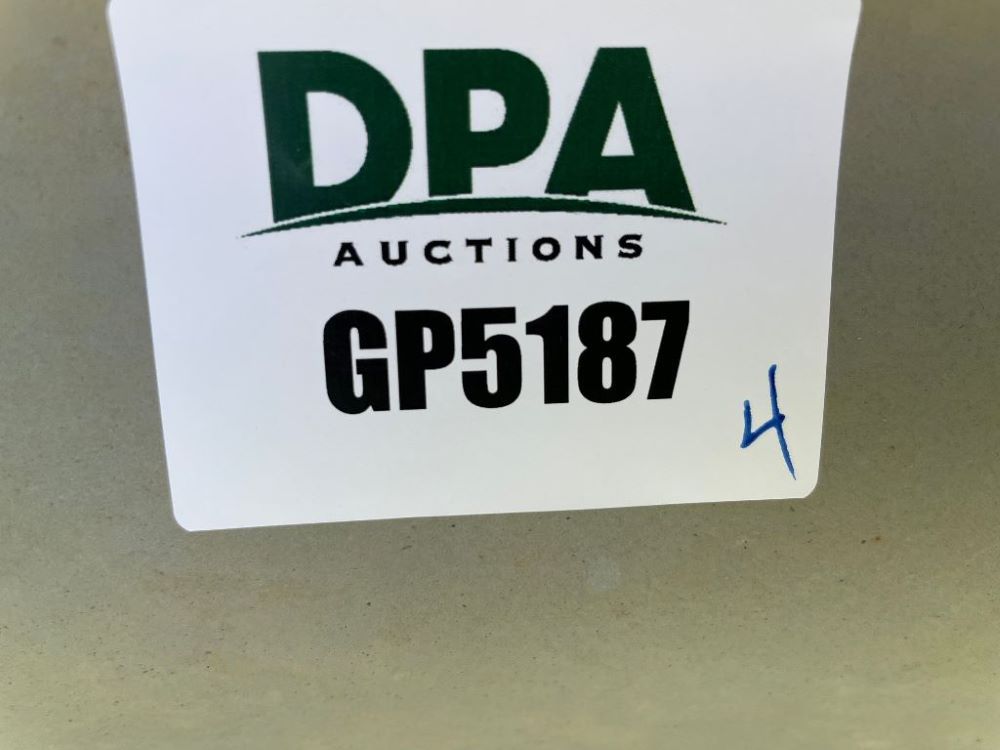 DPA
AUCTIONS
GP5187
4